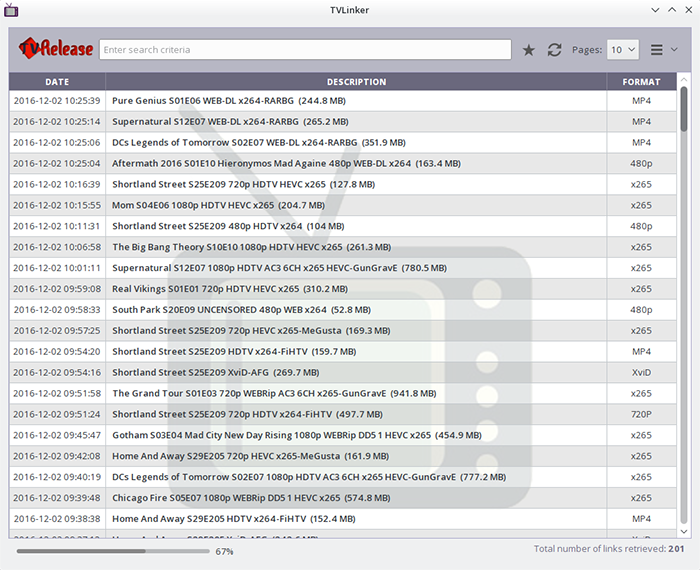 TVLinker
TVRelease
Enter search criteria
Pages: 10
DATE DESCRIPTION FORMAT
2016-12-02 10:25:39 Pure Genius S01E06 WEB-DL x264-RARBG (244.8 MB) MP4
2016-12-02 10:25:14 Supernatural S12E07 WEB-DL x264-RARBG (265.2 MB) MP4
2016-12-02 10:25:06 DCs Legends of Tomorrow S02E07 WEB-DL x264-RARBG (351.9 MB) MP4
2016-12-02 10:25:04 Aftermath 2016 S01E10 Hieronymos Mad Againe 480p WEB-DL x264 (163.4 MB) 480p
2016-12-02 10:16:39 Shortland Street S25E209 720p HDTV HEVC x265 (127.8 MB) x265
2016-12-02 10:15:55 Mom S04E06 1080p HDTV HEVC x265 (204.7 MB) x265
2016-12-02 10:11:31 Shortland Street S25E209 480p HDTV x264 (104 MB) 480p
2016-12-02 10:06:58 The Big Bang Theory S10E10 1080p HDTV HEVC x265 (261.3 MB) x265
2016-12-02 10:01:11 Supernatural S12E07 1080p HDTV AC3 6CH x265 HEVC-GunGravE (780.5 MB) x265
2016-12-02 09:59:08 Real Vikings S01E01 720p HDTV HEVC x265 (310.2 MB) x265
2016-12-02 09:58:33 South Park S20E09 UNCENSORED 480p WEB x264 (52.8 MB) 480p
2016-12-02 09:57:25 Shortland Street S25E209 720p HEVC x265-MeGusta (169.3 MB) x265
2016-12-02 09:54:20 Shortland Street S25E209 HDTV x264-FiHTV (159.7 MB) MP4
2016-12-02 09:54:16 Shortland Street S25E209 XviD-AFG (269.7 MB) XviD
2016-12-02 09:51:58 The Grand Tour S01E03 720p WEBRip AC3 6CH x265-GunGravE (941.8 MB) x265
2016-12-02 09:51:24 Shortland Street S25E209 720p HDTV x264-FiHTV (497.7 MB) 720P
2016-12-02 09:45:47 Gotham S03E04 Mad City New Day Rising 1080p WEBRip DD5 1 HEVC x265 (454.9 MB) x265
2016-12-02 09:42:08 Home And Away S29E205 720p HEVC x265-MeGusta (161.9 MB) x265
2016-12-02 09:40:19 DCs Legends of Tomorrow S02E07 1080p HDTV AC3 6CH x265 HEVC-GunGravE (777.2 MB) x265
2016-12-02 09:39:48 Chicago Fire S05E07 1080p WEBRip DD5 1 HEVC x265 (574.8 MB) x265
2016-12-02 09:38:38 Home And Away S29E205 HDTV x264-FiHTV (152.4 MB) MP4
67% Total number of links retrieved: 201